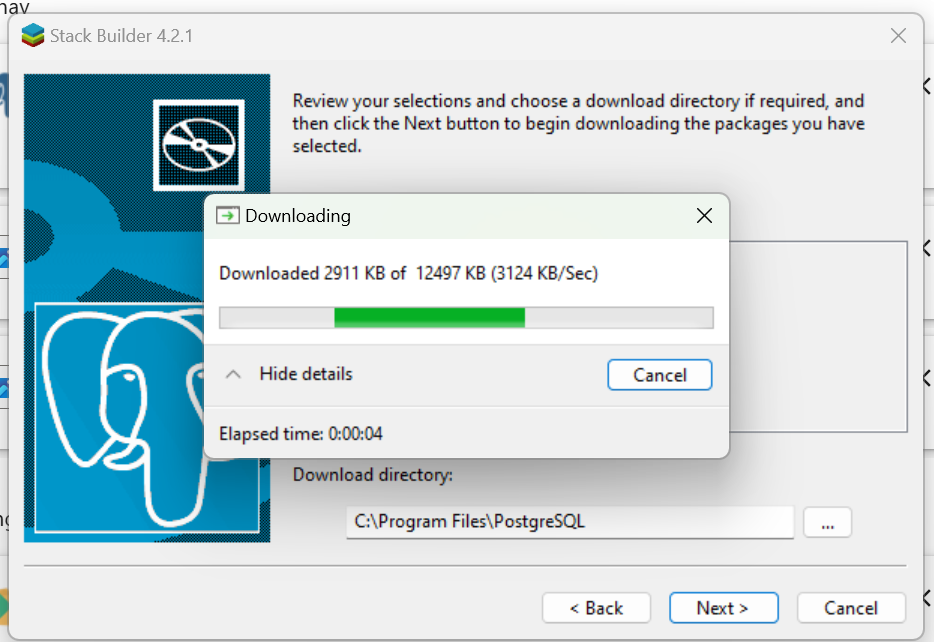 Stack Builder 4.2.1
Review your selections and choose a download directory if required, and
then click the Next button to begin downloading the packages you have
selected.
Downloading
Downloaded 2911 KB of  12497 KB (3124 KB/Sec)
Hide details
Cancel
Elapsed time: 0:00:04
Download directory:
C:\Program Files\PostgreSQL
...
< Back
Next >
Cancel